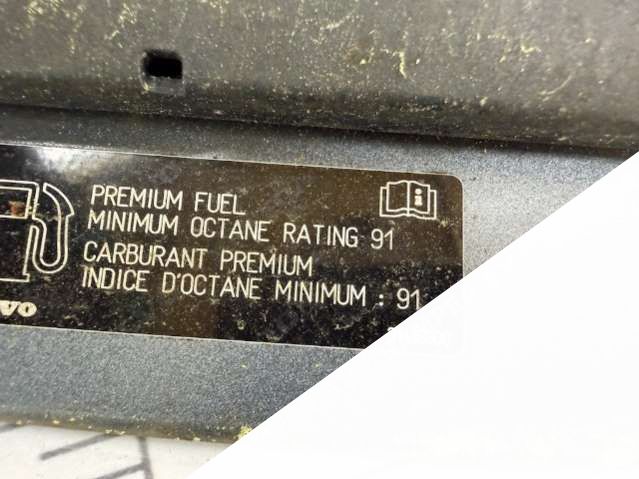 PREMIUM FUEL
MINIMUM OCTANE RATING 91
CARBURANT PREMIUM
INDICE D'OCTANE MINIMUM : 91